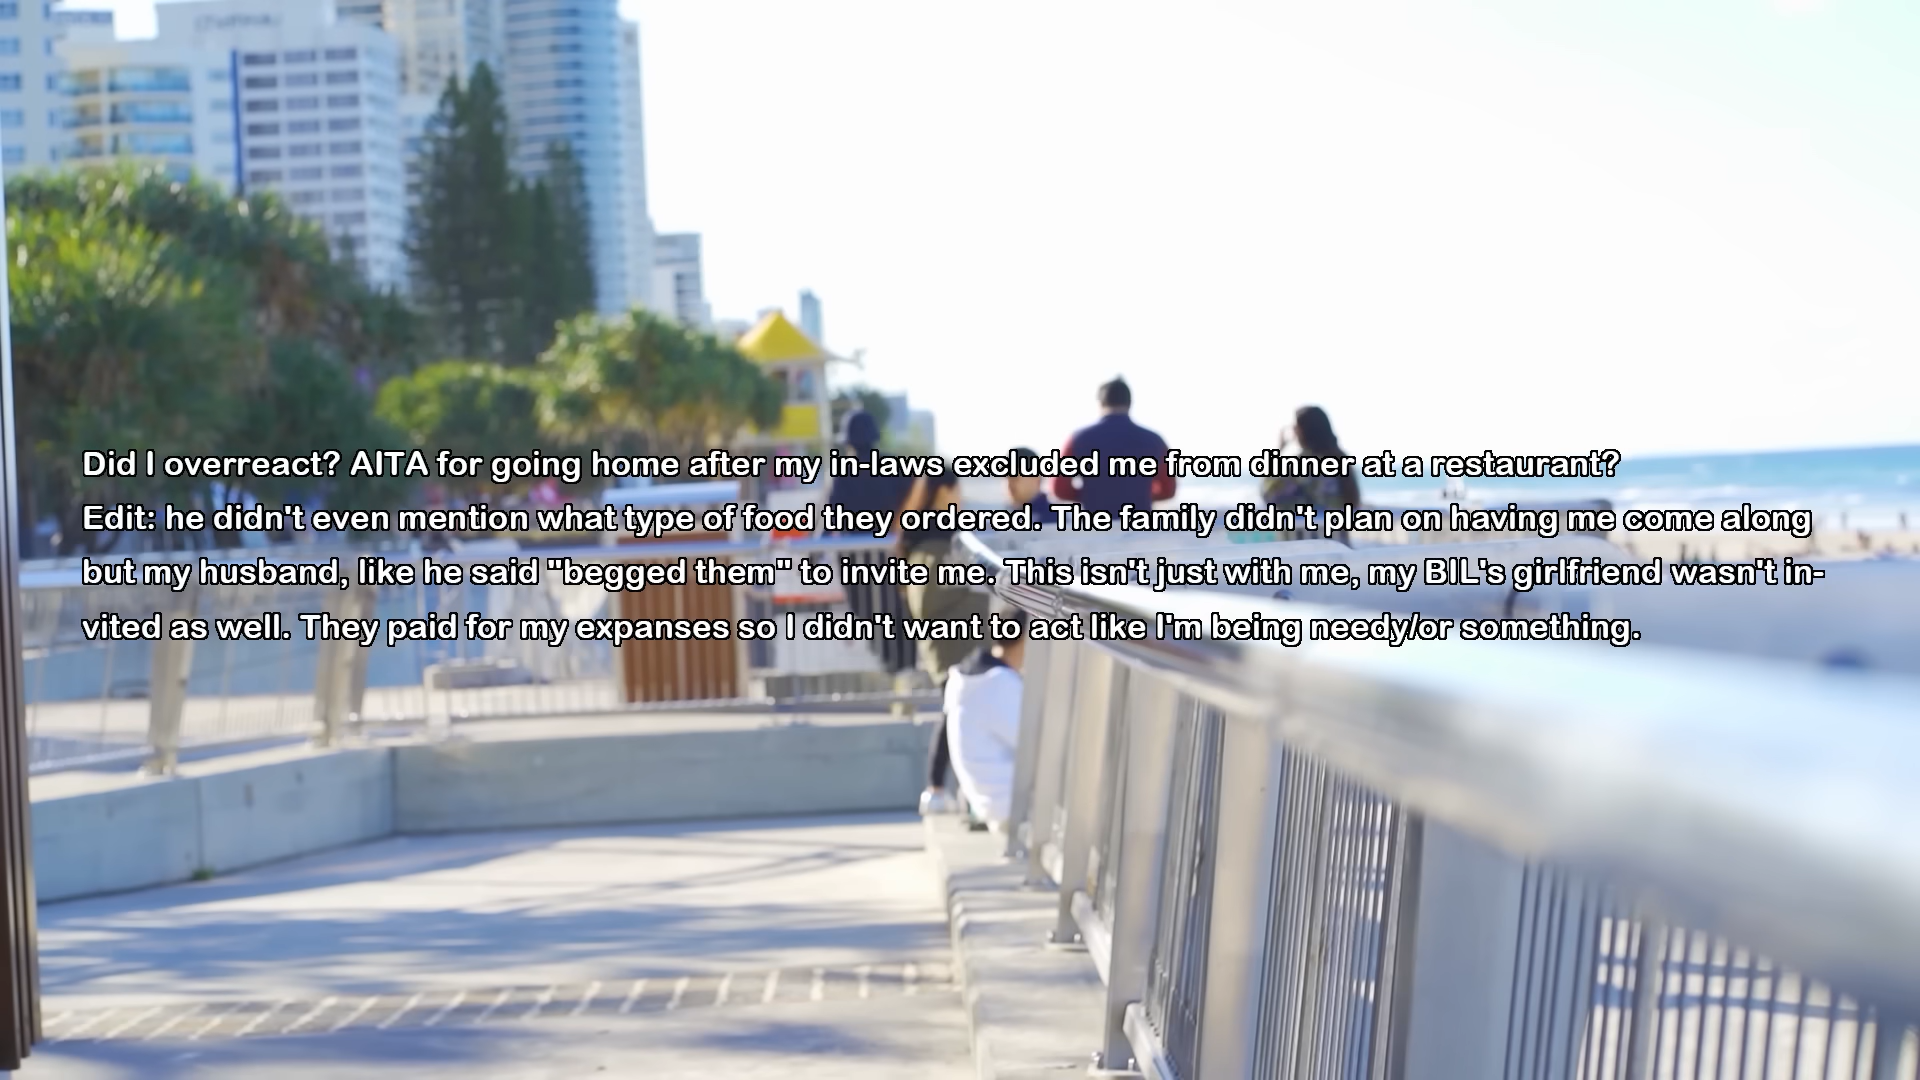 Did I overreact? AITA for going home after my in-laws excluded me from dinner at a restaurant?
Edit: he didn't even mention what type of food they ordered. The family didn't plan on having me come along
but my husband, like he said "begged them" to invite me. This isn't just with me, my BIL's girlfriend wasn't in-
vited as well. They paid for my expanses so I didn't want to act like I'm being needy/or something.